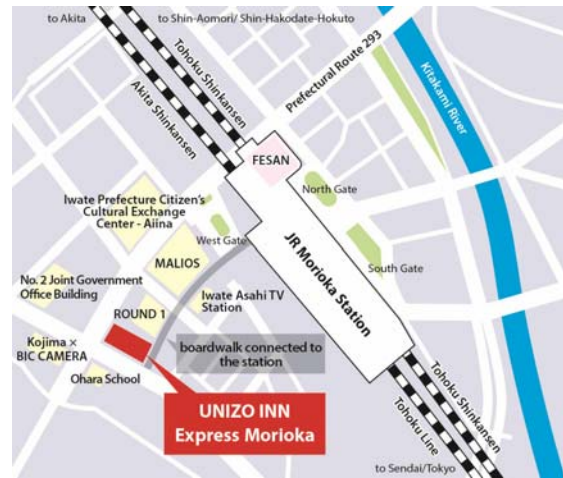 to Akita
to Shin-Aomori/ Shin-Hakodate-Hokuto
Tohoku Shinkansen
Akita Shinkansen
Prefectural Route 293
Kitakami River
FESAN
North Gate
Iwate Prefecture Citizen's
Cultural Exchange
Center - Aiina
West Gate
JR Morioka Station
South Gate
MALIOS
No. 2 Joint Government
Office Building
Iwate Asahi TV
Station
ROUND 1
Kojima ×
BIC CAMERA
boardwalk connected to
the station
Ohara School
UNIZO INN
Express Morioka
Tohoku Shinkansen
Tohoku Line
to Sendai/Tokyo